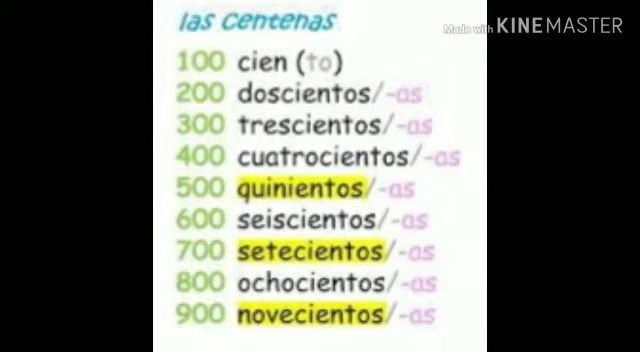 las centenas
Made with KINEMASTER
100 cien (to)
200 doscientos/-as
300 trescientos/-as
400 cuatrocientos/-as
500 quinientos/-as
600 seiscientos/-as
700 setecientos/-as
800 ochocientos/-as
900 novecientos/-as